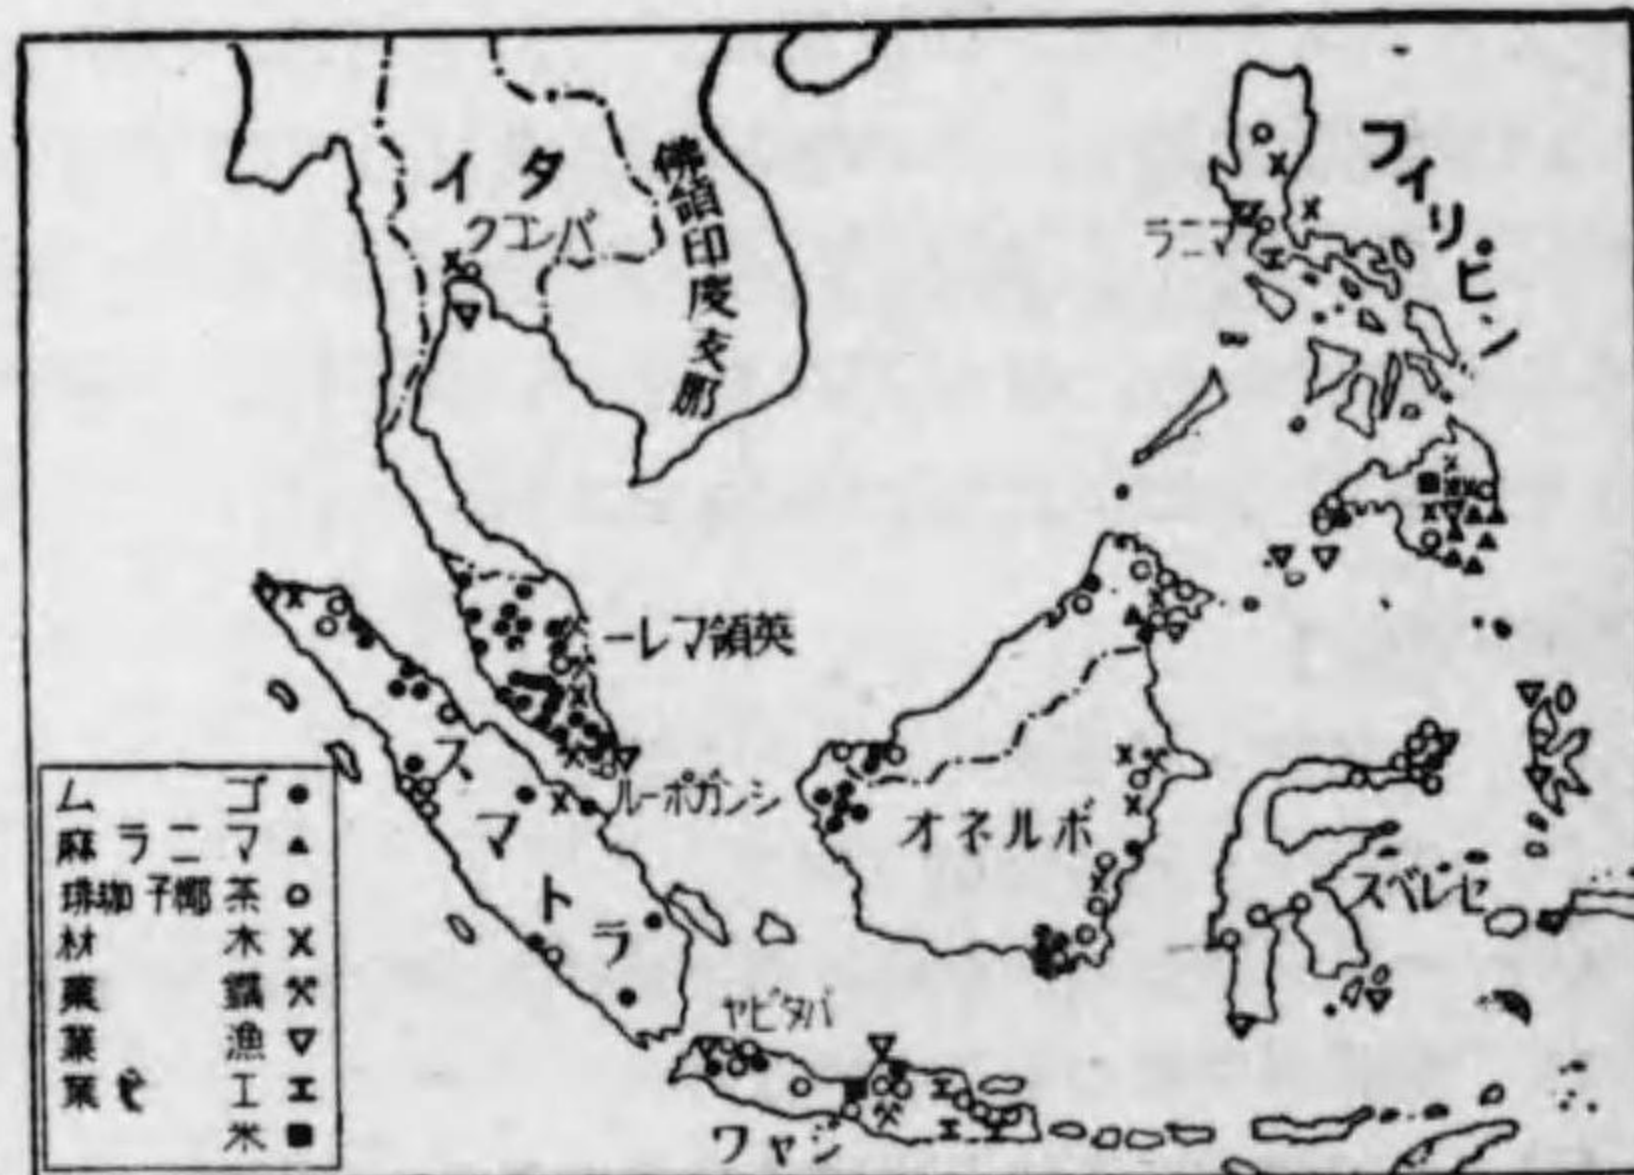 タイ
バンコク
佛領印度支那
フイリピン
マニラ
英領マレー
シンガポール
スマトラ
ボルネオ
セレベス
バタビヤ
ジャワ
● ゴム
▲ マニラ麻
○ 茶椰子珈琲
× 木材
⚒ 鑛業
▽ 漁業
工 工業
■ 米